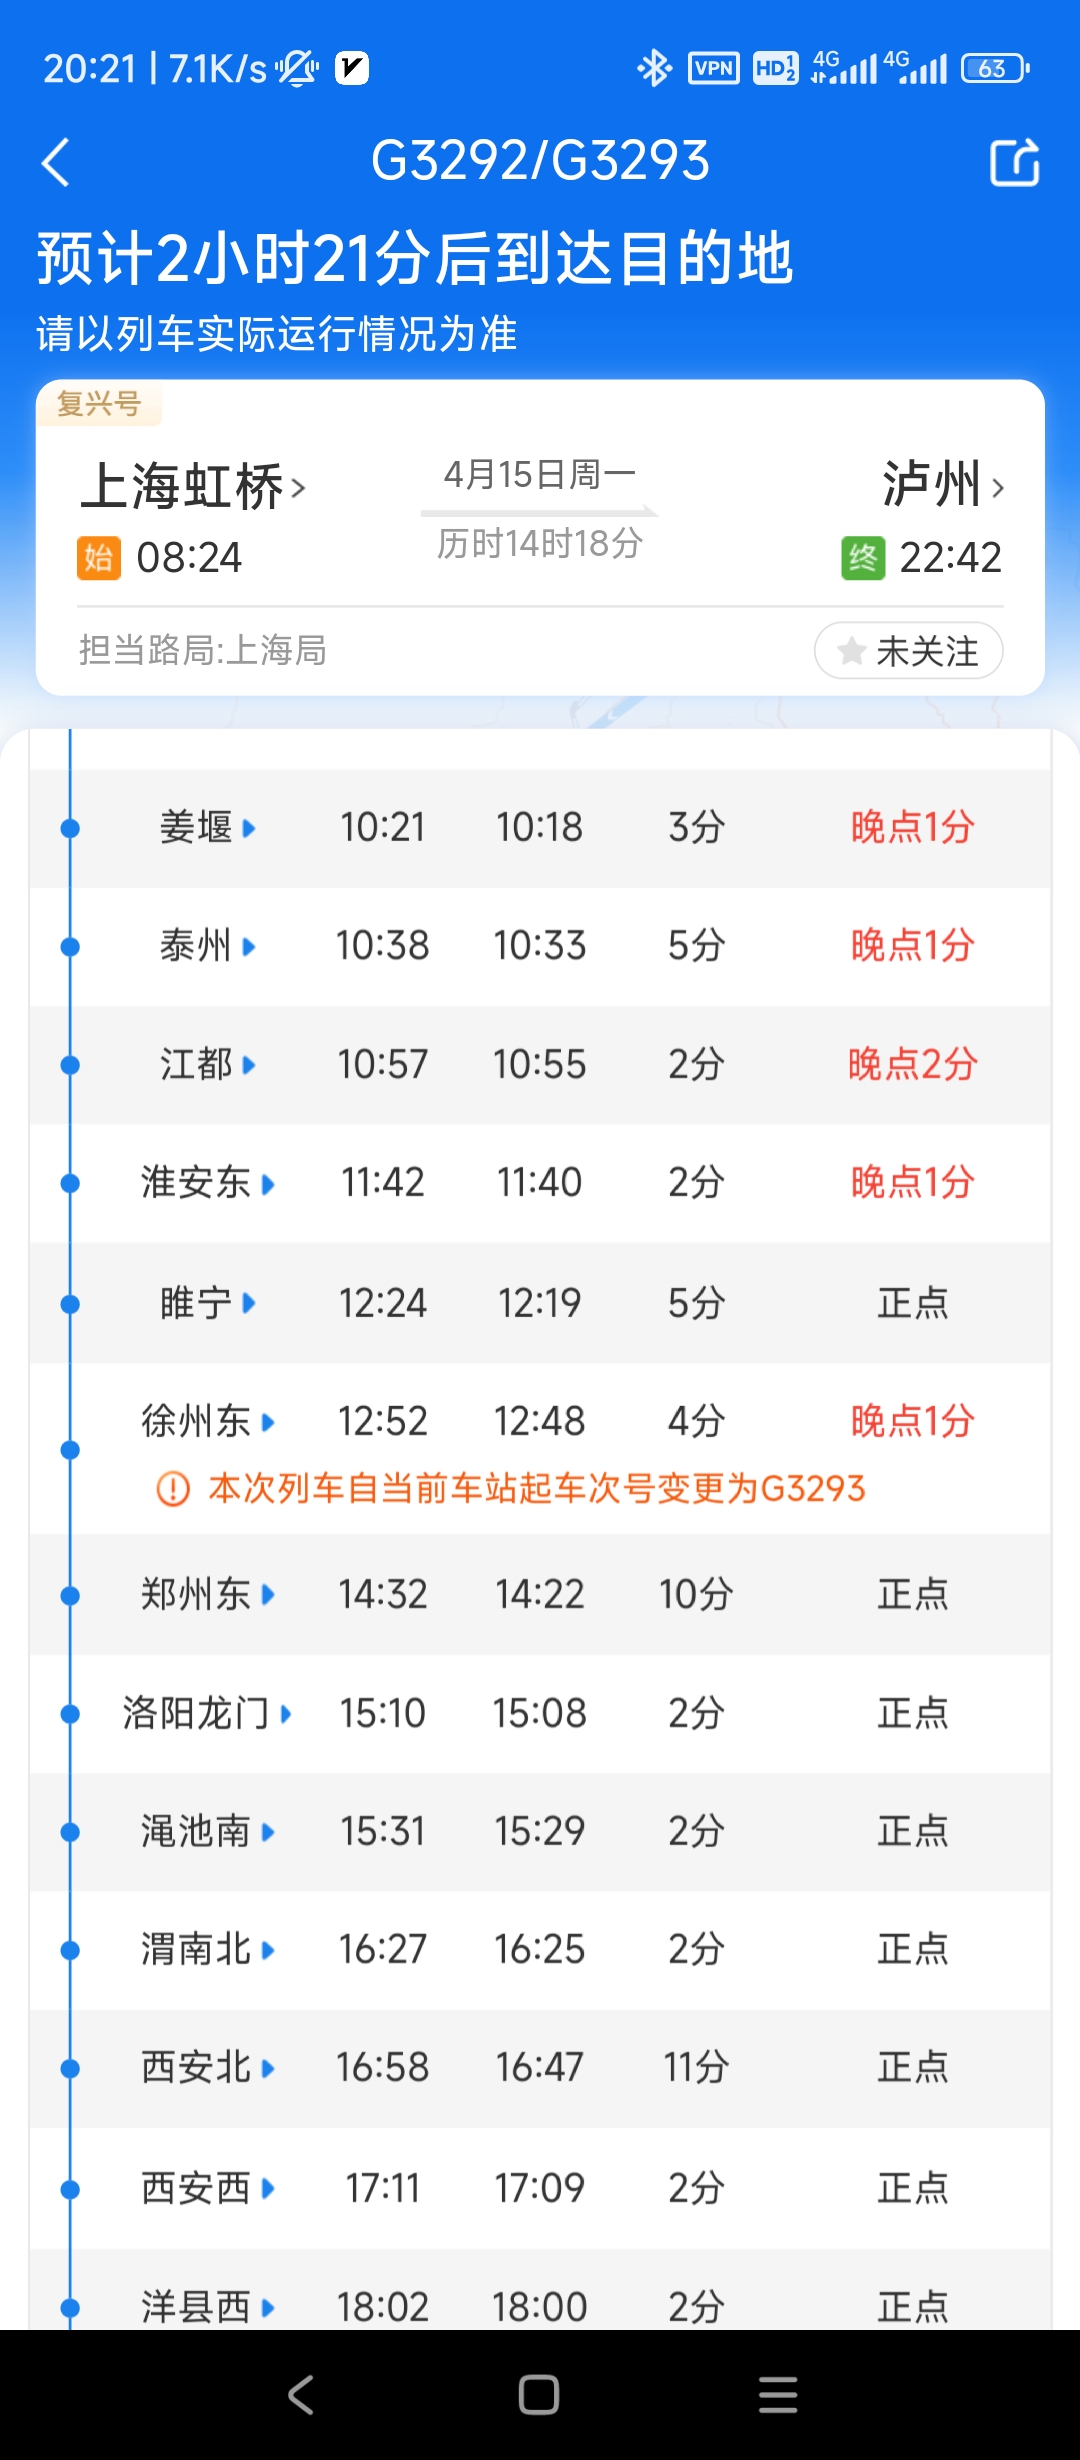 20:21 | 7.1K/s
VPN HD 1 2 4G 4G 63
G3292/G3293
预计2小时21分后到达目的地
请以列车实际运行情况为准
复兴号
上海虹桥 4月15日周一 泸州
始 08:24 历时14时18分 终 22:42
担当路局:上海局 未关注
姜堰 10:21 10:18 3分 晚点1分
泰州 10:38 10:33 5分 晚点1分
江都 10:57 10:55 2分 晚点2分
淮安东 11:42 11:40 2分 晚点1分
睢宁 12:24 12:19 5分 正点
徐州东 12:52 12:48 4分 晚点1分
本次列车自当前车站起车次号变更为G3293
郑州东 14:32 14:22 10分 正点
洛阳龙门 15:10 15:08 2分 正点
渑池南 15:31 15:29 2分 正点
渭南北 16:27 16:25 2分 正点
西安北 16:58 16:47 11分 正点
西安西 17:11 17:09 2分 正点
洋县西 18:02 18:00 2分 正点